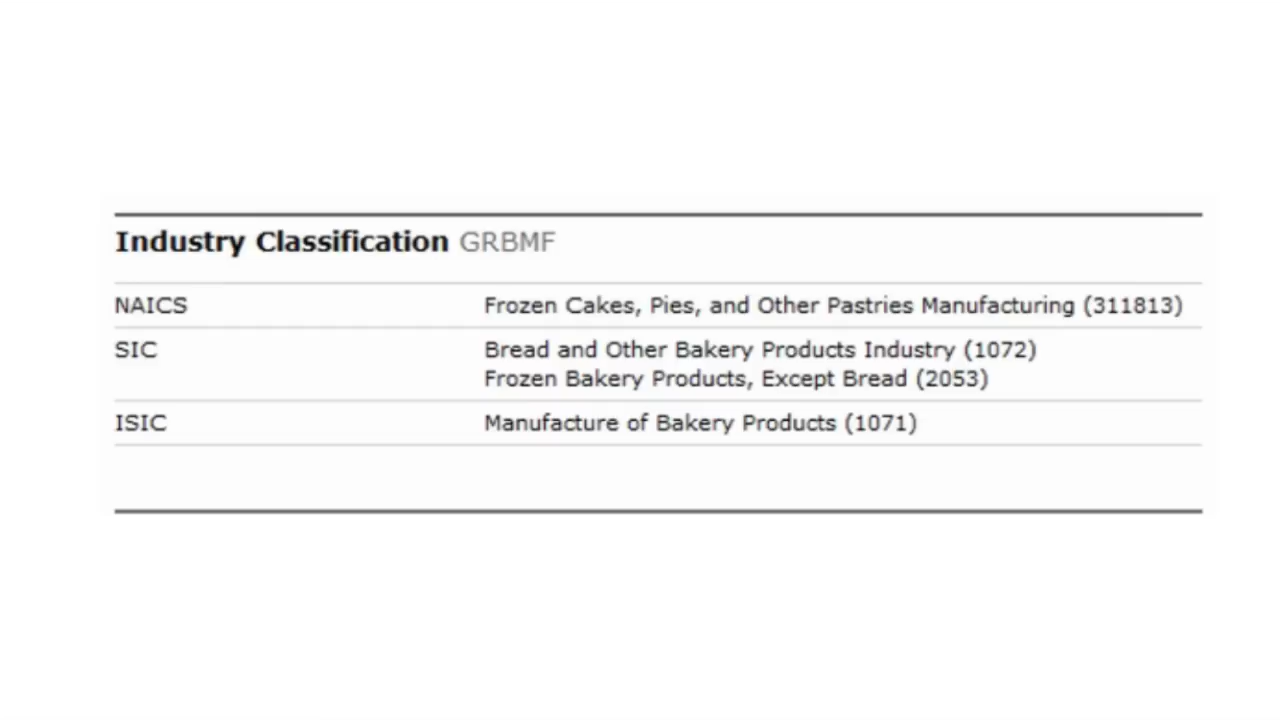 Industry Classification GRBMF
NAICS Frozen Cakes, Pies, and Other Pastries Manufacturing (311813)
SIC Bread and Other Bakery Products Industry (1072)
Frozen Bakery Products, Except Bread (2053)
ISIC Manufacture of Bakery Products (1071)